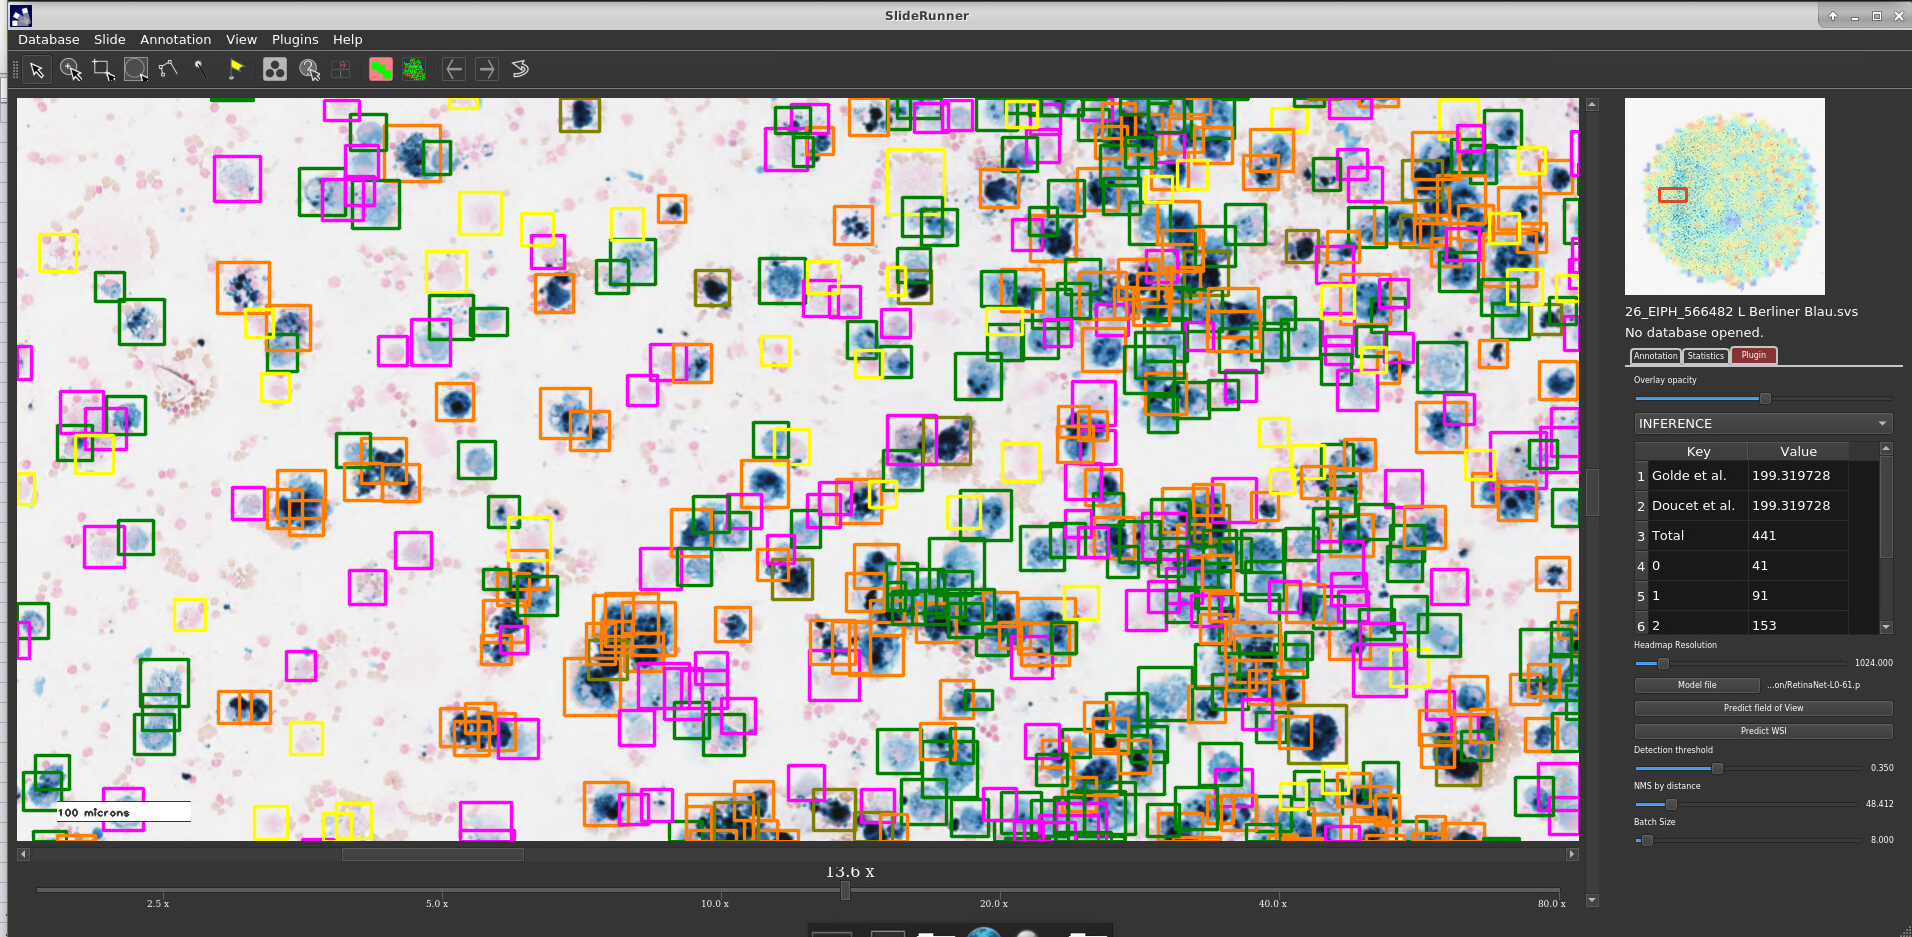 SlideRunner
Database Slide Annotation View Plugins Help
26_EIPH_566482 L Berliner Blau.svs
No database opened.
Annotation Statistics Plugin
Overlay opacity
INFERENCE
Key Value
1 Golde et al. 199.319728
2 Doucet et al. 199.319728
3 Total 441
4 0 41
5 1 91
6 2 153
Headmap Resolution
1024.000
Model file ...on/RetinaNet-L0-61.p
Predict field of View
Predict WSI
Detection threshold
0.350
NMS by distance
48.412
Batch Size
8.000
100 microns
13.6 x
2.5 x 5.0 x 10.0 x 20.0 x 40.0 x 80.0 x